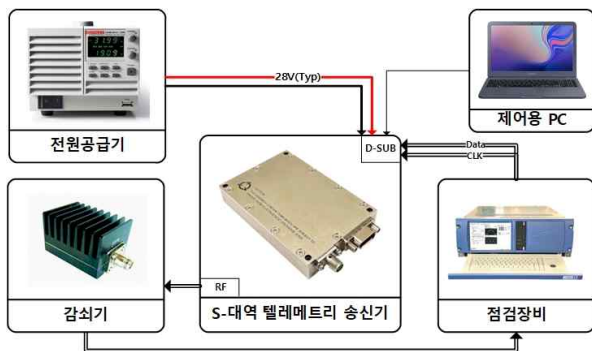 28V(Typ)
전원공급기
제어용 PC
D-SUB
Data
CLK
RF
감쇠기
S-대역 텔레메트리 송신기
점검장비